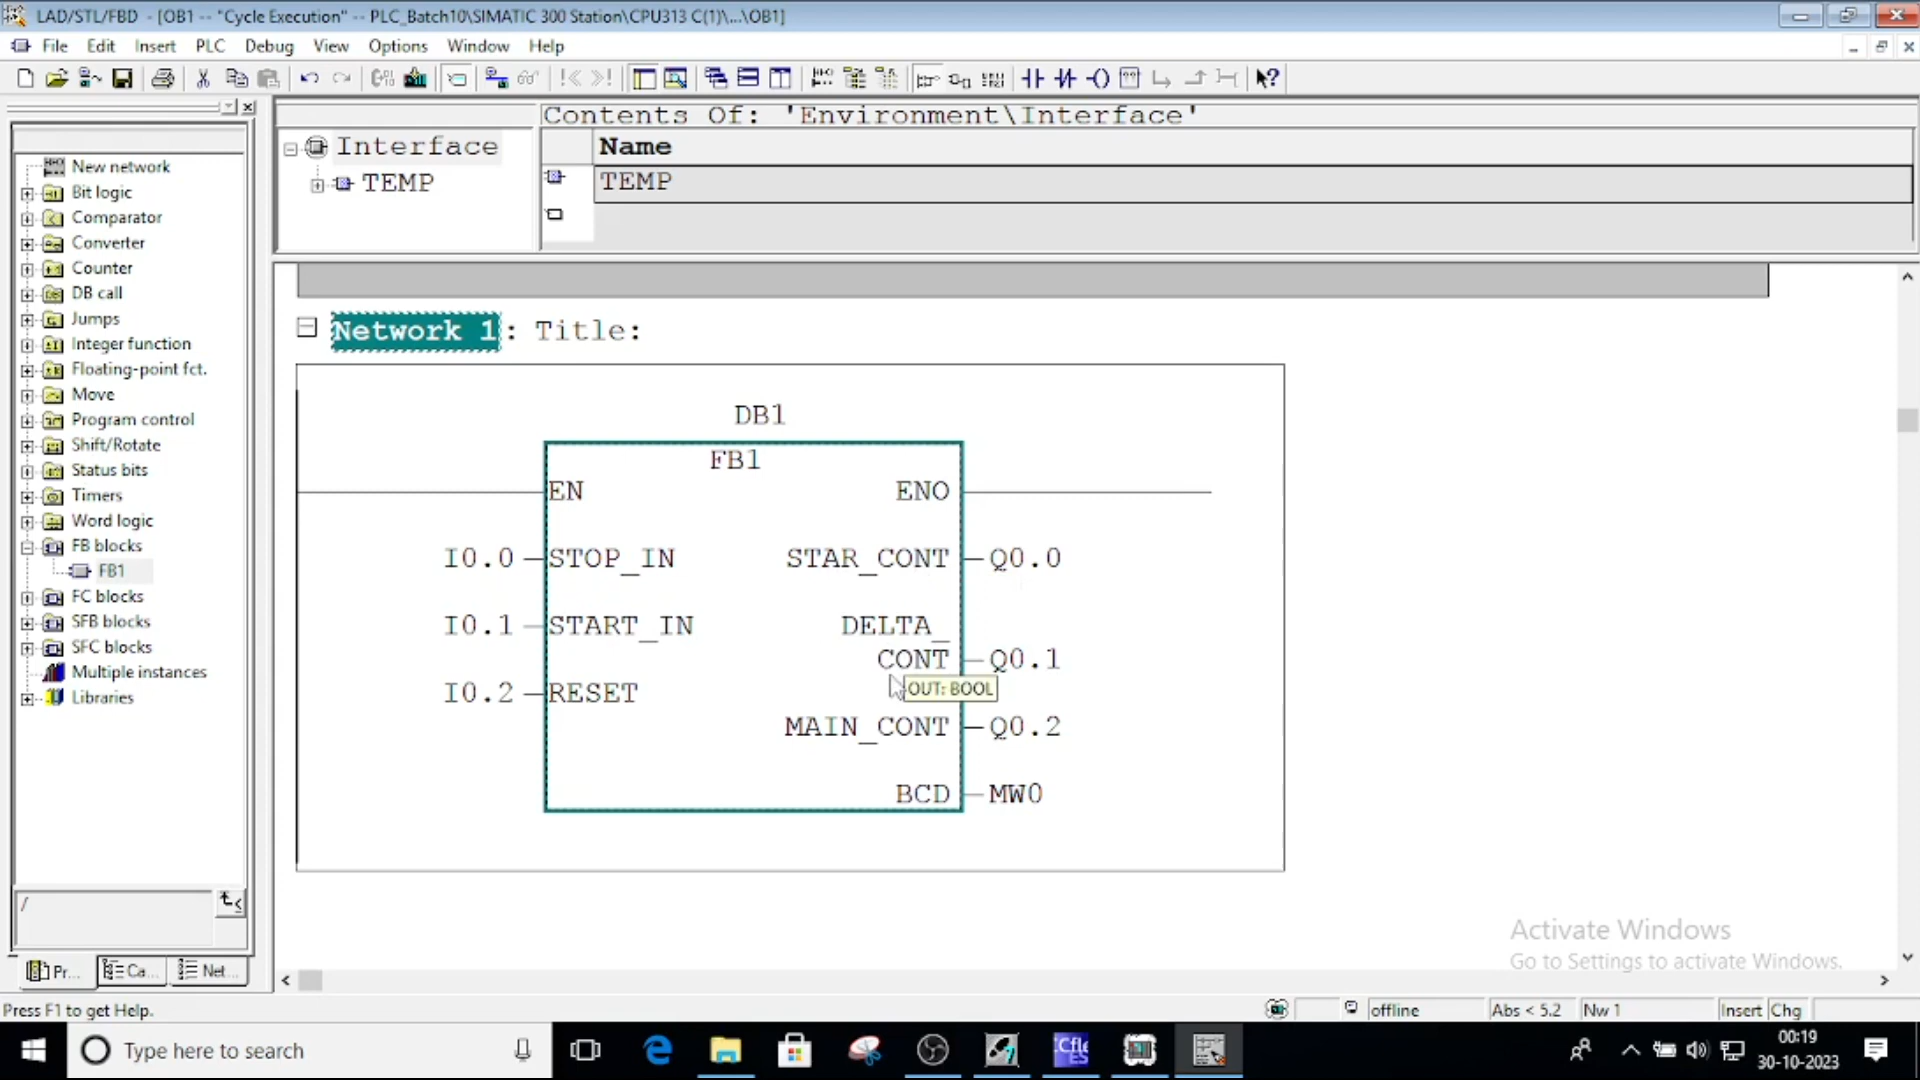 LAD/STL/FBD - [OB1 -- "Cycle Execution" -- PLC_Batch10\SIMATIC 300 Station\CPU313 C(1)\...\OB1]
File Edit Insert PLC Debug View Options Window Help
Contents Of: 'Environment\Interface'
Interface
TEMP
Name
TEMP
New network
Bit logic
Comparator
Converter
Counter
DB call
Jumps
Integer function
Floating-point fct.
Move
Program control
Shift/Rotate
Status bits
Timers
Word logic
FB blocks
FB1
FC blocks
SFB blocks
SFC blocks
Multiple instances
Libraries
/
Pr... Ca... Net...
Network 1: Title:
DB1
FB1
EN ENO
I0.0 STOP_IN STAR_CONT Q0.0
I0.1 START_IN DELTA_
CONT Q0.1
OUT: BOOL
I0.2 RESET
MAIN_CONT Q0.2
BCD MW0
Activate Windows
Go to Settings to activate Windows.
Press F1 to get Help. offline Abs < 5.2 Nw 1 Insert Chg
Type here to search
00:19
30-10-2023